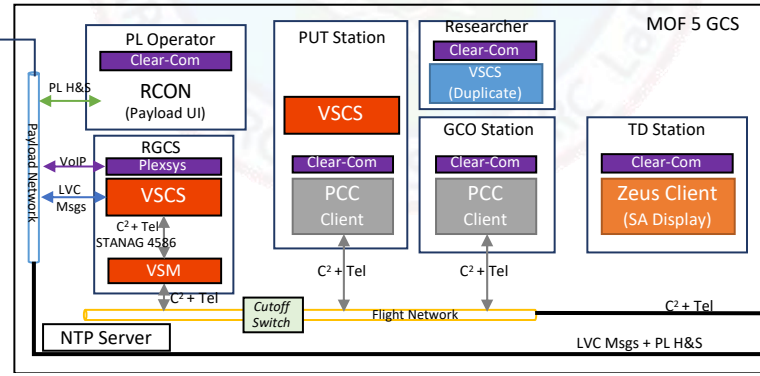 MOF 5 GCS
PL Operator
Clear-Com
RCON
(Payload UI)
PUT Station
VSCS
Clear-Com
PCC
Client
Researcher
Clear-Com
VSCS
(Duplicate)
GCO Station
Clear-Com
PCC
Client
TD Station
Clear-Com
Zeus Client
(SA Display)
Payload Network
PL H&S
VoIP
LVC
Msgs
RGCS
Plexsys
VSCS
C² + Tel
STANAG 4586
VSM
C² + Tel
C² + Tel
C² + Tel
Cutoff
Switch
Flight Network
C² + Tel
NTP Server
LVC Msgs + PL H&S